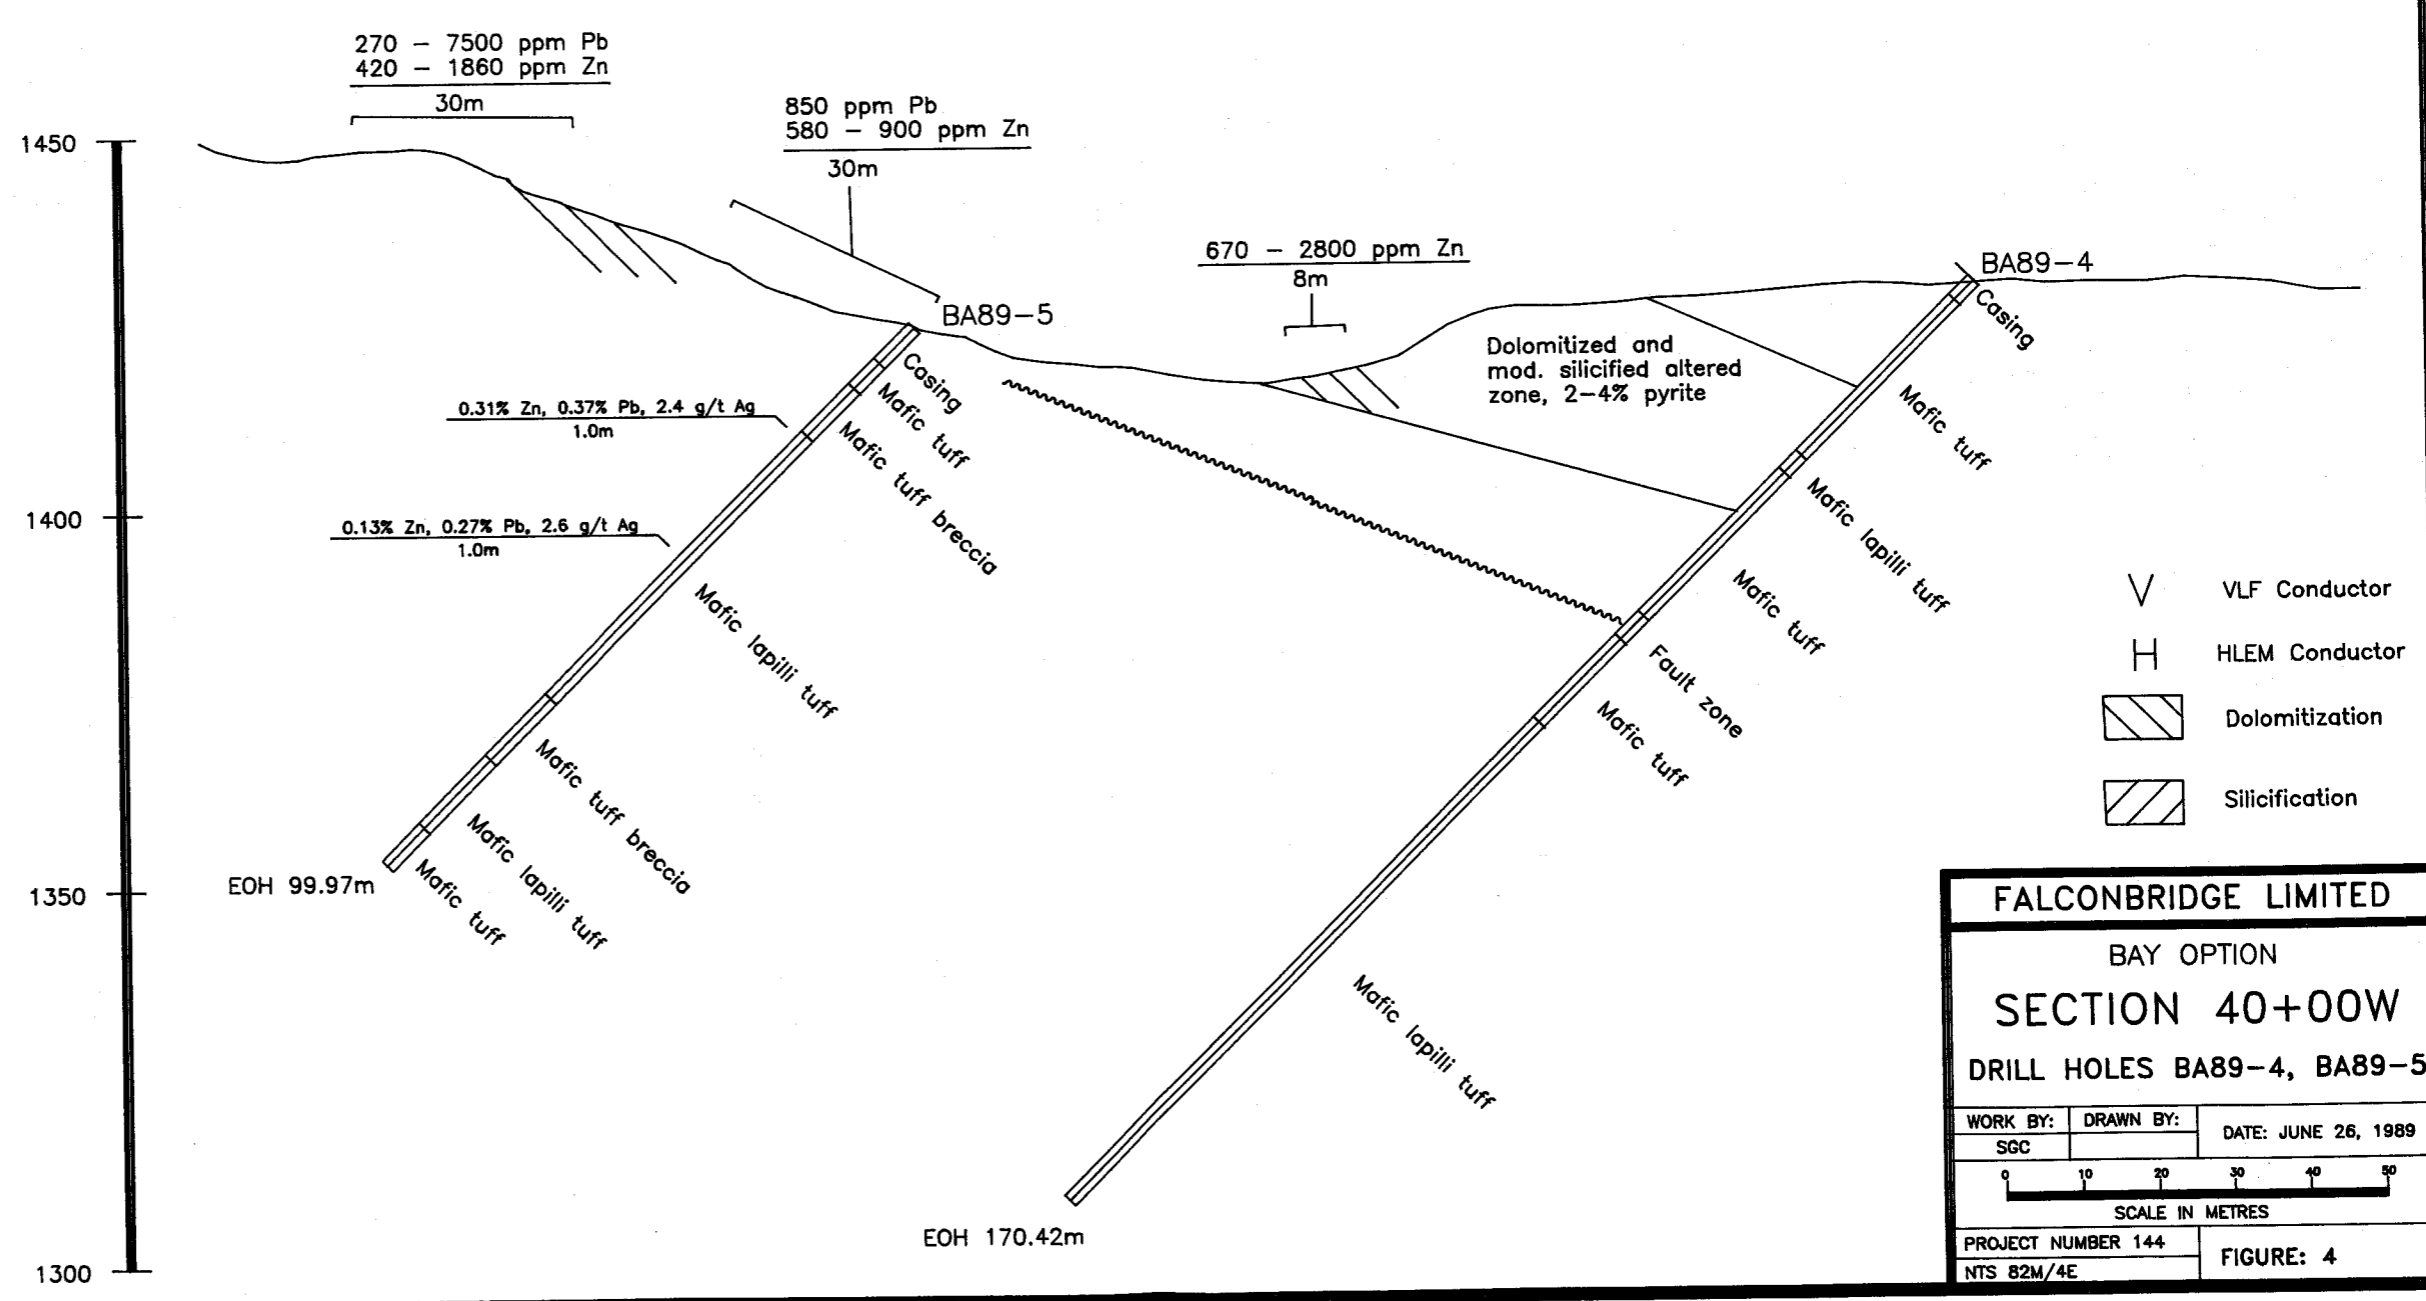 270 - 7500 ppm Pb
420 - 1860 ppm Zn
30m
850 ppm Pb
580 - 900 ppm Zn
30m
1450
670 - 2800 ppm Zn
8m
BA89-4
BA89-5
Casing
Dolomitized and
mod. silicified altered
zone, 2-4% pyrite
Casing
Mafic tuff
Mafic tuff breccia
0.31% Zn, 0.37% Pb, 2.4 g/t Ag
1.0m
Mafic tuff
Mafic lapilli tuff
1400
0.13% Zn, 0.27% Pb, 2.6 g/t Ag
1.0m
Mafic tuff
Mafic lapilli tuff
Fault zone
Mafic tuff
V VLF Conductor
H HLEM Conductor
Dolomitization
Silicification
Mafic tuff breccia
Mafic lapilli tuff
Mafic tuff
EOH 99.97m
1350
Mafic lapilli tuff
EOH 170.42m
1300
FALCONBRIDGE LIMITED
BAY OPTION
SECTION 40+00W
DRILL HOLES BA89-4, BA89-5
WORK BY:
SGC
DRAWN BY:
DATE: JUNE 26, 1989
0 10 20 30 40 50
SCALE IN METRES
PROJECT NUMBER 144
NTS 82M/4E
FIGURE: 4